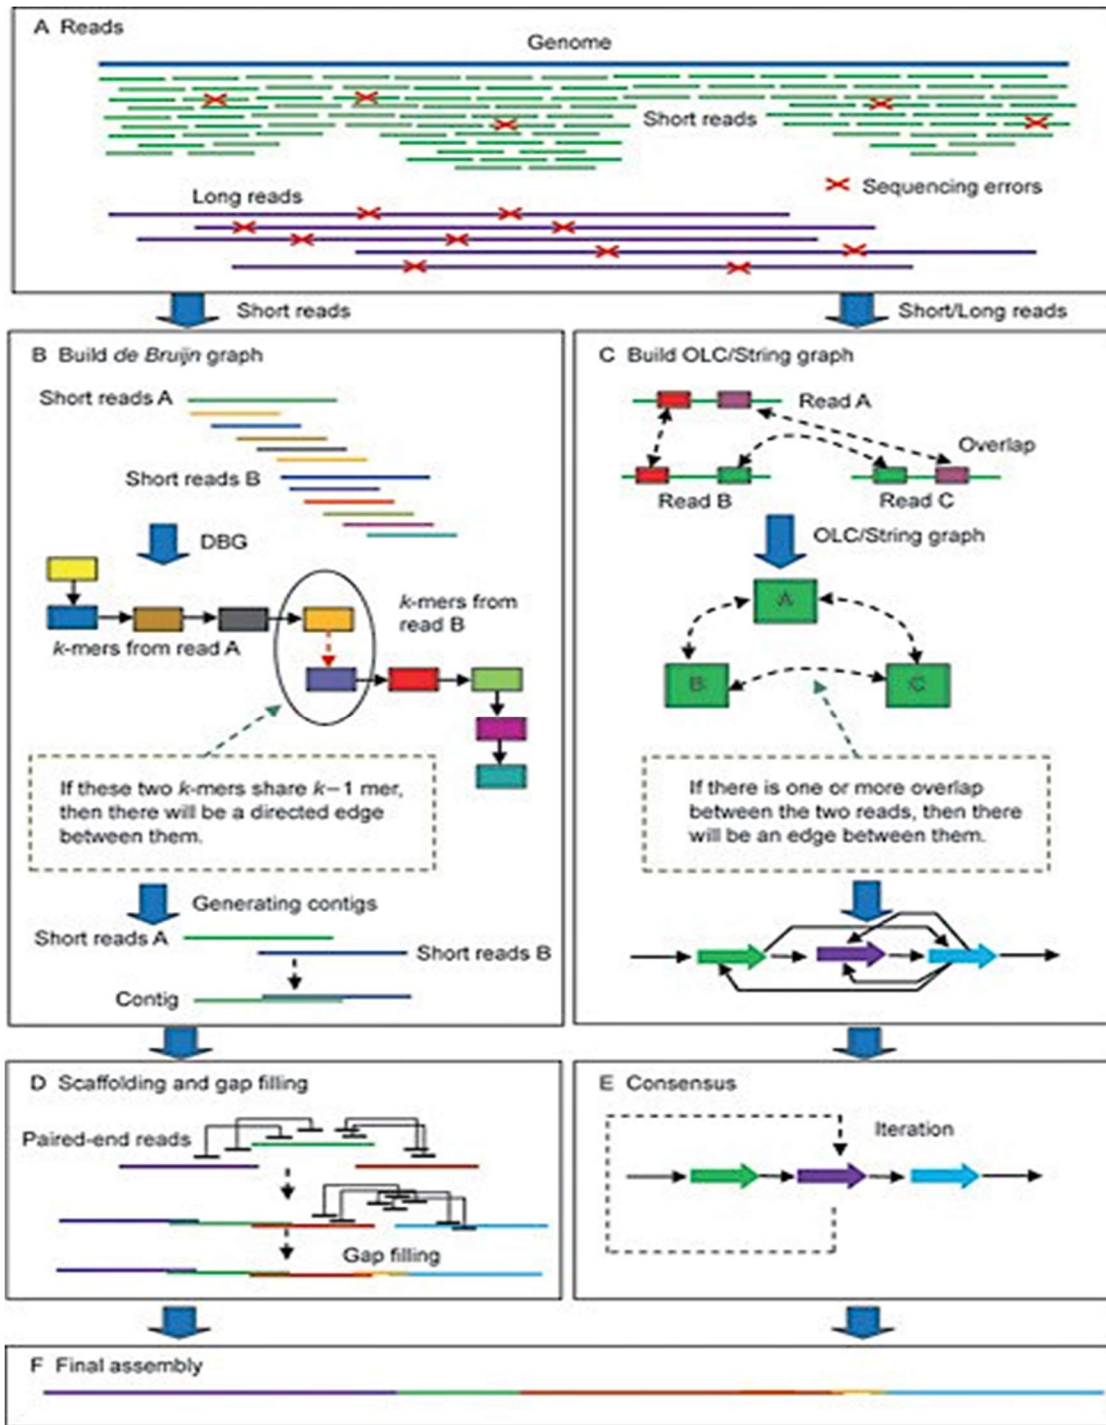 A Reads
Genome
Short reads
Sequencing errors
Long reads
Short reads
Short/Long reads
B Build de Bruijn graph
Short reads A
Short reads B
DBG
k-mers from
read B
k-mers from read A
If these two k-mers share k−1 mer,
then there will be a directed edge
between them.
Generating contigs
Short reads A
Short reads B
Contig
C Build OLC/String graph
Read A
Overlap
Read B
Read C
OLC/String graph
A
B
C
If there is one or more overlap
between the two reads, then there
will be an edge between them.
D Scaffolding and gap filling
Paired-end reads
Gap filling
E Consensus
Iteration
F Final assembly